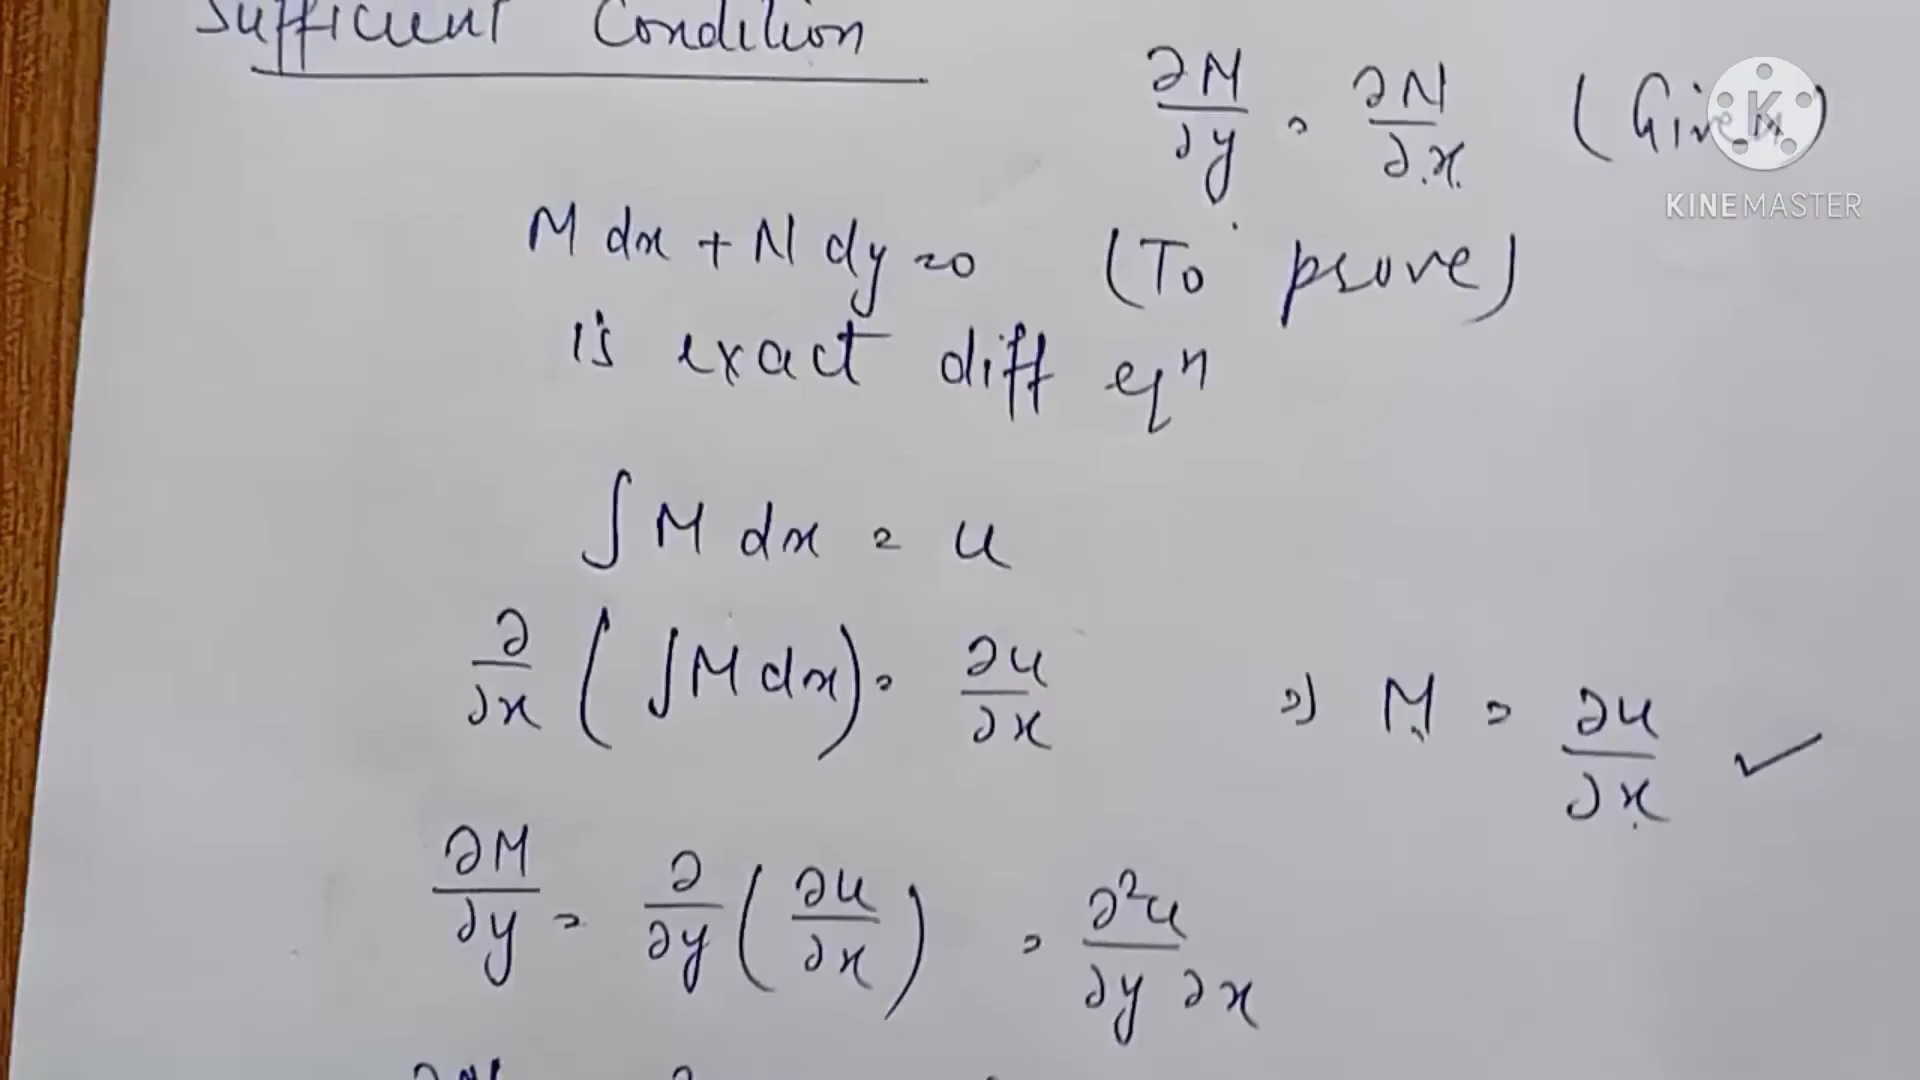 Sufficient Condition
∂M/∂y = ∂N/∂x (Given)
KINEMASTER
M dx + N dy = 0 (To prove)
is exact diff eqⁿ
∫ M dx = u
∂/∂x ( ∫ M dx ) = ∂u/∂x ⇒ M = ∂u/∂x ✓
∂M/∂y = ∂/∂y ( ∂u/∂x ) = ∂²u/∂y ∂x